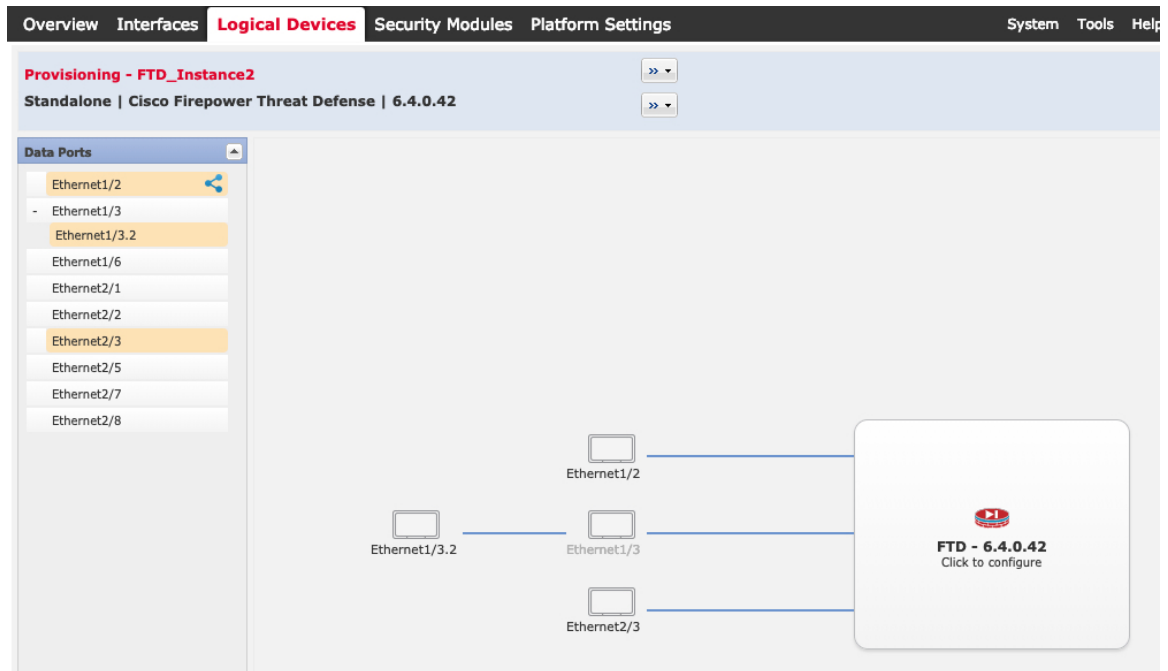 Overview Interfaces Logical Devices Security Modules Platform Settings System Tools Help
Provisioning - FTD_Instance2
Standalone | Cisco Firepower Threat Defense | 6.4.0.42
Data Ports
Ethernet1/2
- Ethernet1/3
Ethernet1/3.2
Ethernet1/6
Ethernet2/1
Ethernet2/2
Ethernet2/3
Ethernet2/5
Ethernet2/7
Ethernet2/8
Ethernet1/2
Ethernet1/3.2
Ethernet1/3
Ethernet2/3
FTD - 6.4.0.42
Click to configure